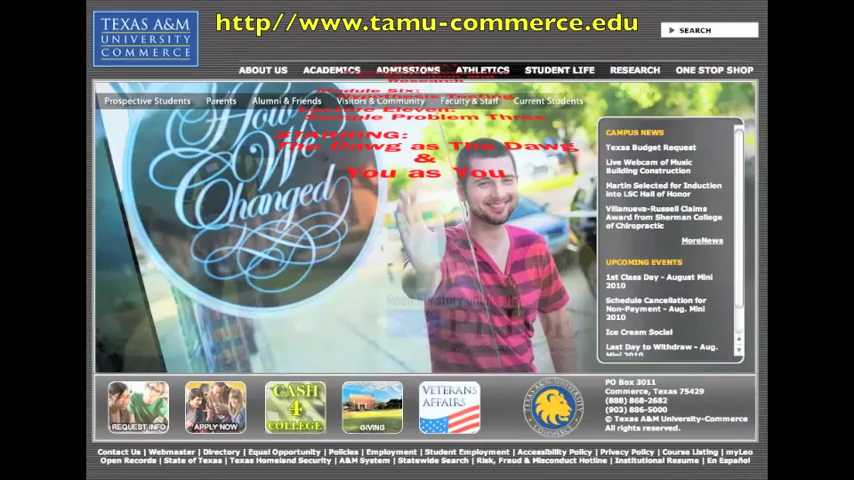 http//www.tamu-commerce.edu
TEXAS A&M
UNIVERSITY
COMMERCE
SEARCH
ABOUT US ACADEMICS ADMISSIONS ATHLETICS STUDENT LIFE RESEARCH ONE STOP SHOP
Research
Prospective Students Parents Alumni & Friends Visitors & Community Faculty & Staff Current Students
Module Six:
Hypothesis Testing
Lecture Eleven:
Sample Problem Three
STARRING:
The Dawg as The Dawg
&
You as You
How
We
Changed
CAMPUS NEWS
Texas Budget Request
Live Webcam of Music
Building Construction
Martin Selected for Induction
into LSC Hall of Honor
Villanueva-Russell Claims
Award from Sherman College
of Chiropractic
MoreNews
UPCOMING EVENTS
1st Class Day - August Mini
2010
Schedule Cancellation for
Non-Payment - Aug. Mini
2010
Ice Cream Social
Last Day to Withdraw - Aug.
Mini 2010
REQUEST INFO
APPLY NOW
CASH
4
COLLEGE
GIVING
VETERANS
AFFAIRS
TEXAS A&M UNIVERSITY
COMMERCE
PO Box 3011
Commerce, Texas 75429
(888) 868-2682
(903) 886-5000
© Texas A&M University-Commerce
All rights reserved.
Contact Us | Webmaster | Directory | Equal Opportunity | Policies | Employment | Student Employment | Accessibility Policy | Privacy Policy | Course Listing | myLeo
Open Records | State of Texas | Texas Homeland Security | A&M System | Statewide Search | Risk, Fraud & Misconduct Hotline | Institutional Resume | En Español